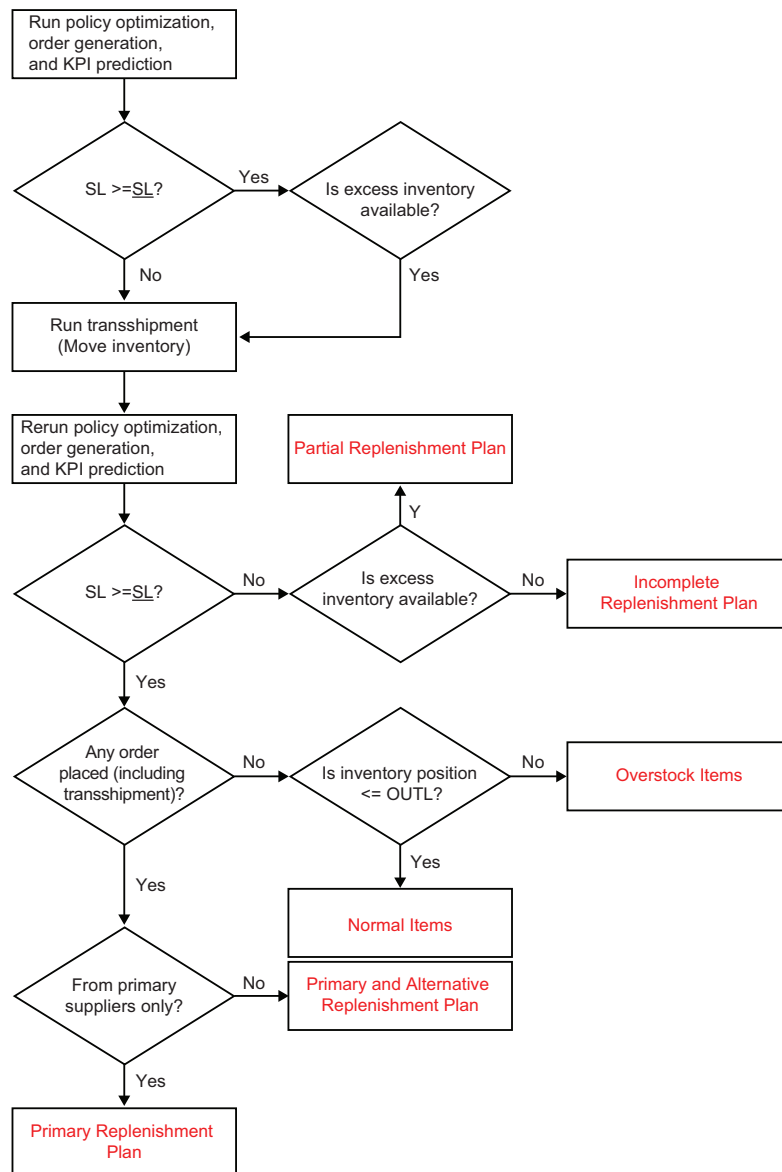 Run policy optimization,
order generation,
and KPI prediction
SL >=SL?
Yes
Is excess inventory
available?
No
Yes
Run transshipment
(Move inventory)
Rerun policy optimization,
order generation,
and KPI prediction
Partial Replenishment Plan
Y
SL >=SL?
No
Is excess
inventory available?
No
Incomplete
Replenishment Plan
Yes
Any order
placed (including
transshipment)?
No
Is inventory position
<= OUTL?
No
Overstock Items
Yes
Yes
Normal Items
From primary
suppliers only?
No
Primary and Alternative
Replenishment Plan
Yes
Primary Replenishment
Plan